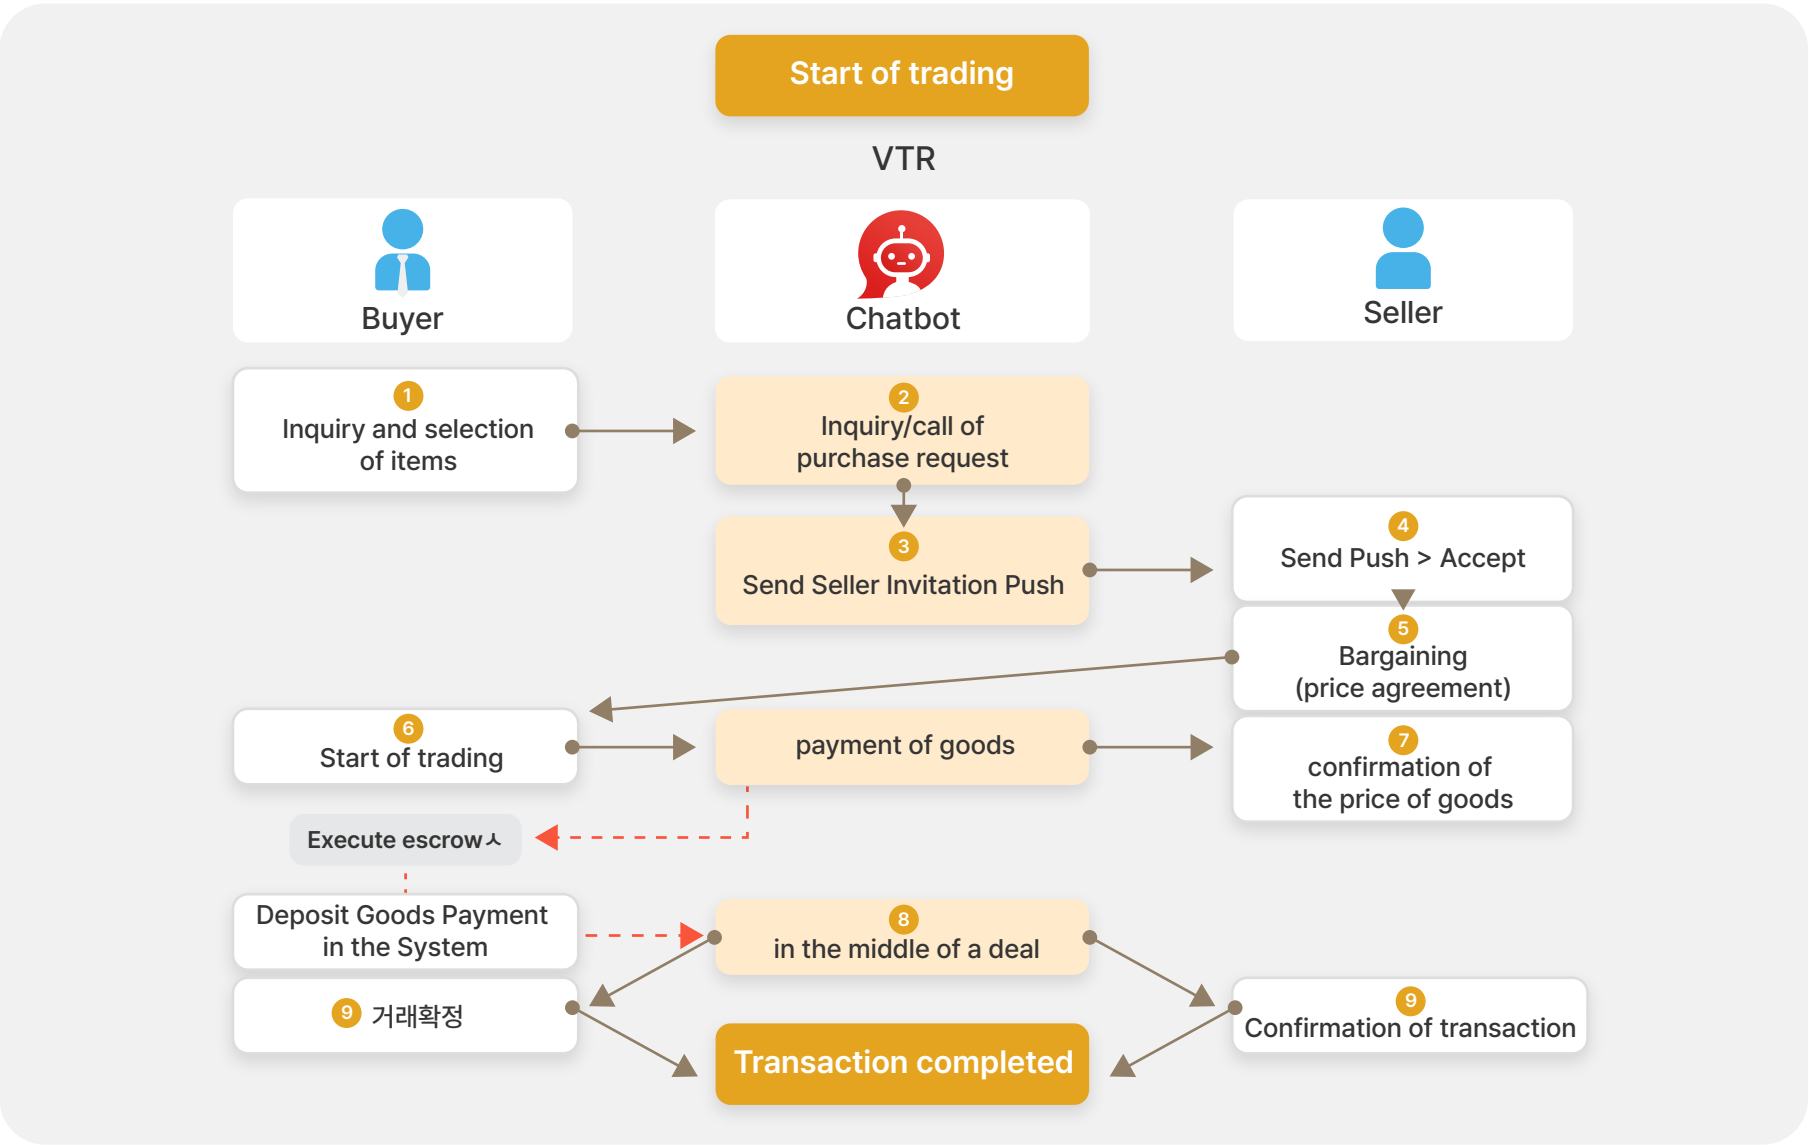 Start of trading
VTR
Buyer
Chatbot
Seller
1
Inquiry and selection
of items
2
Inquiry/call of
purchase request
3
Send Seller Invitation Push
4
Send Push > Accept
5
Bargaining
(price agreement)
6
Start of trading
payment of goods
7
confirmation of
the price of goods
Execute escrowㅅ
Deposit Goods Payment
in the System
8
in the middle of a deal
9 거래확정
9
Confirmation of transaction
Transaction completed